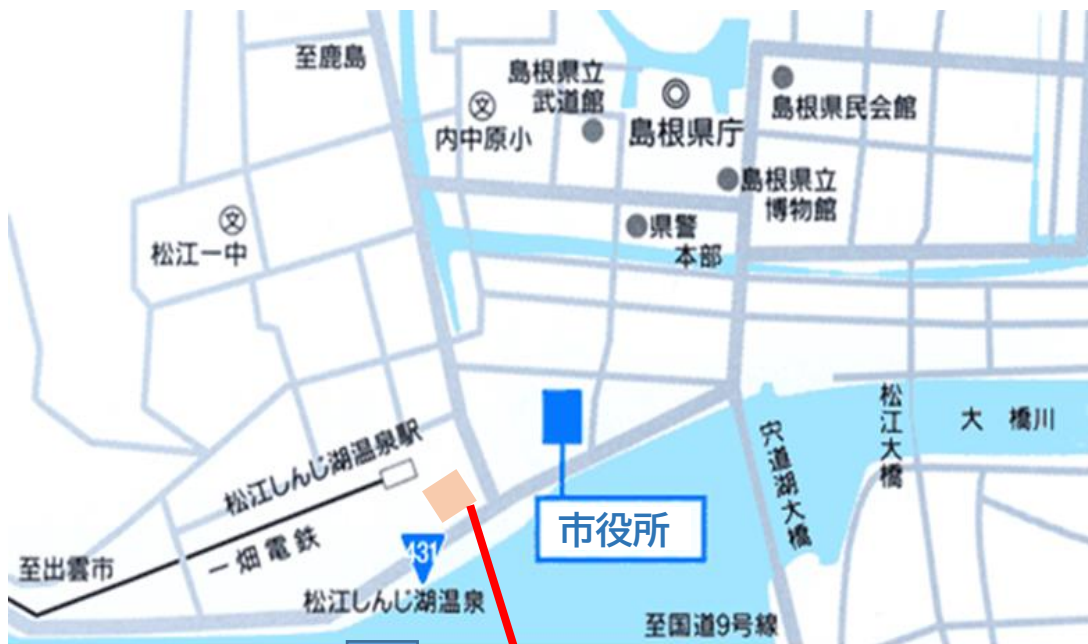 至鹿島
島根県立
武道館
文
内中原小
島根県庁
島根県民会館
島根県立
博物館
県警
本部
文
松江一中
松江しんじ湖温泉駅
一畑電鉄
至出雲市
431
松江しんじ湖温泉
市役所
宍道湖大橋
松江大橋
大橋川
至国道9号線